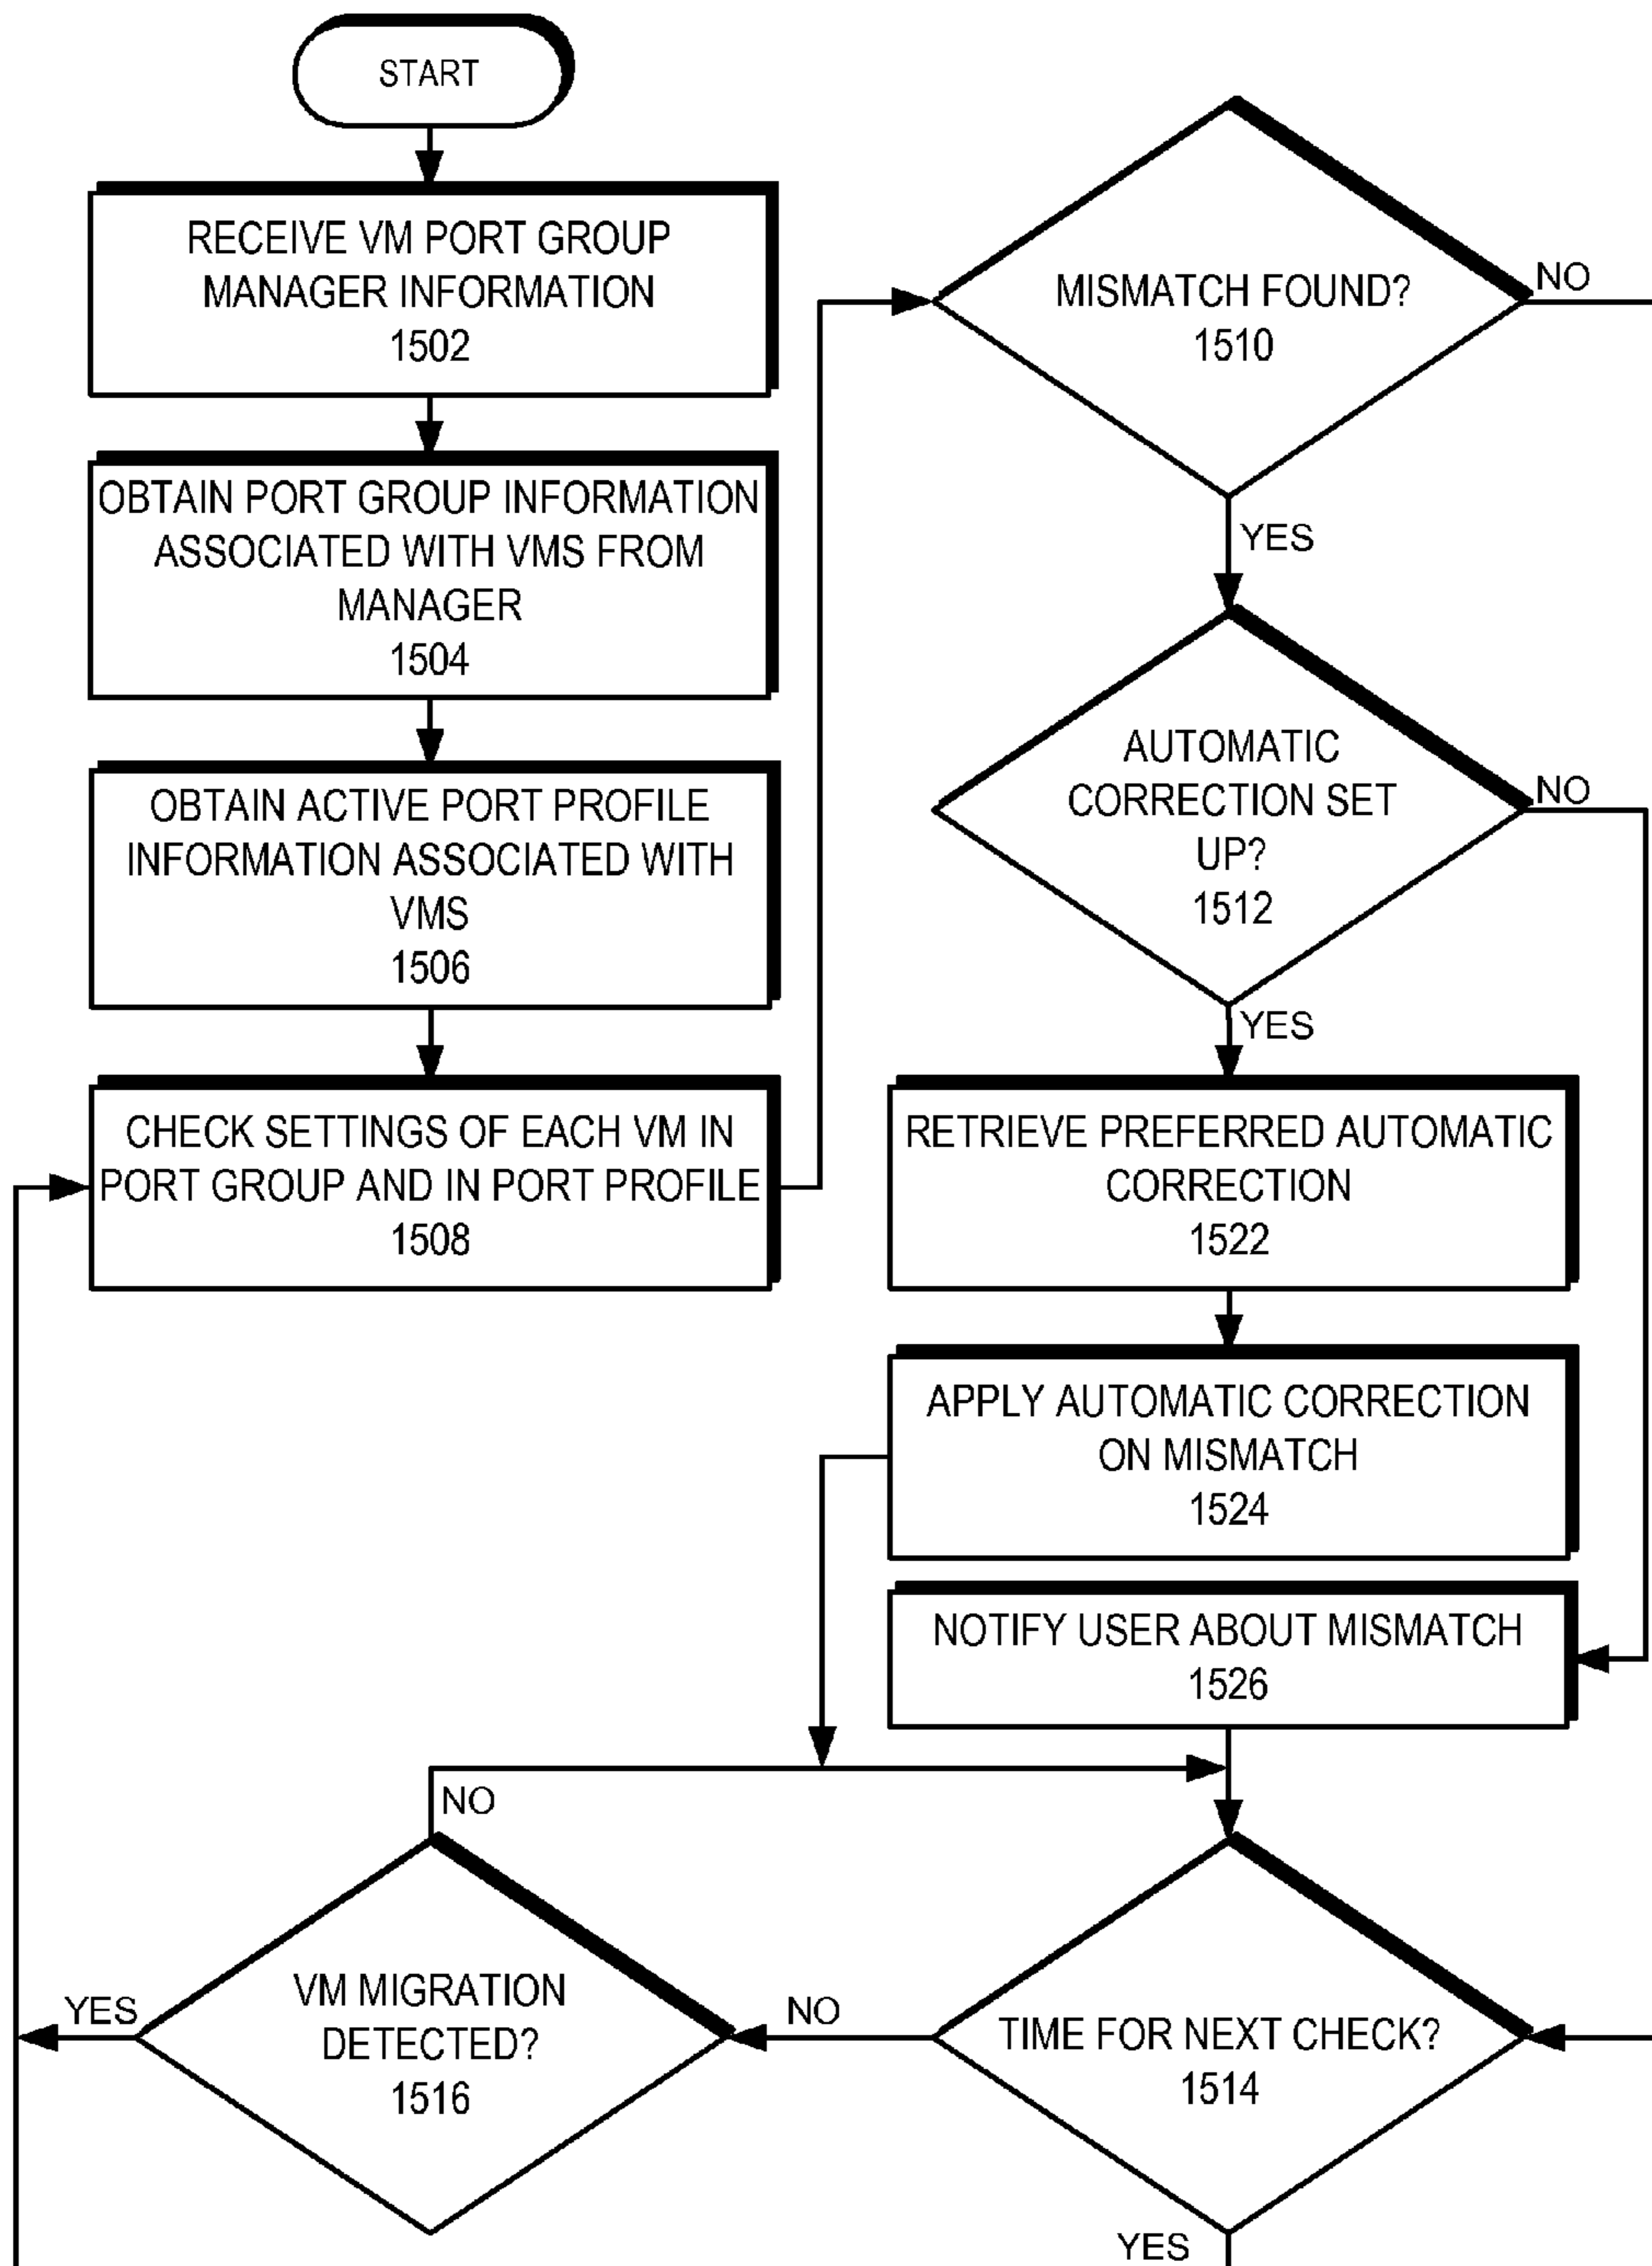 START
RECEIVE VM PORT GROUP
MANAGER INFORMATION
1502
OBTAIN PORT GROUP INFORMATION
ASSOCIATED WITH VMS FROM
MANAGER
1504
OBTAIN ACTIVE PORT PROFILE
INFORMATION ASSOCIATED WITH
VMS
1506
CHECK SETTINGS OF EACH VM IN
PORT GROUP AND IN PORT PROFILE
1508
MISMATCH FOUND?
1510
NO
YES
AUTOMATIC
CORRECTION SET
UP?
1512
NO
YES
RETRIEVE PREFERRED AUTOMATIC
CORRECTION
1522
APPLY AUTOMATIC CORRECTION
ON MISMATCH
1524
NOTIFY USER ABOUT MISMATCH
1526
TIME FOR NEXT CHECK?
1514
NO
YES
VM MIGRATION
DETECTED?
1516
NO
YES